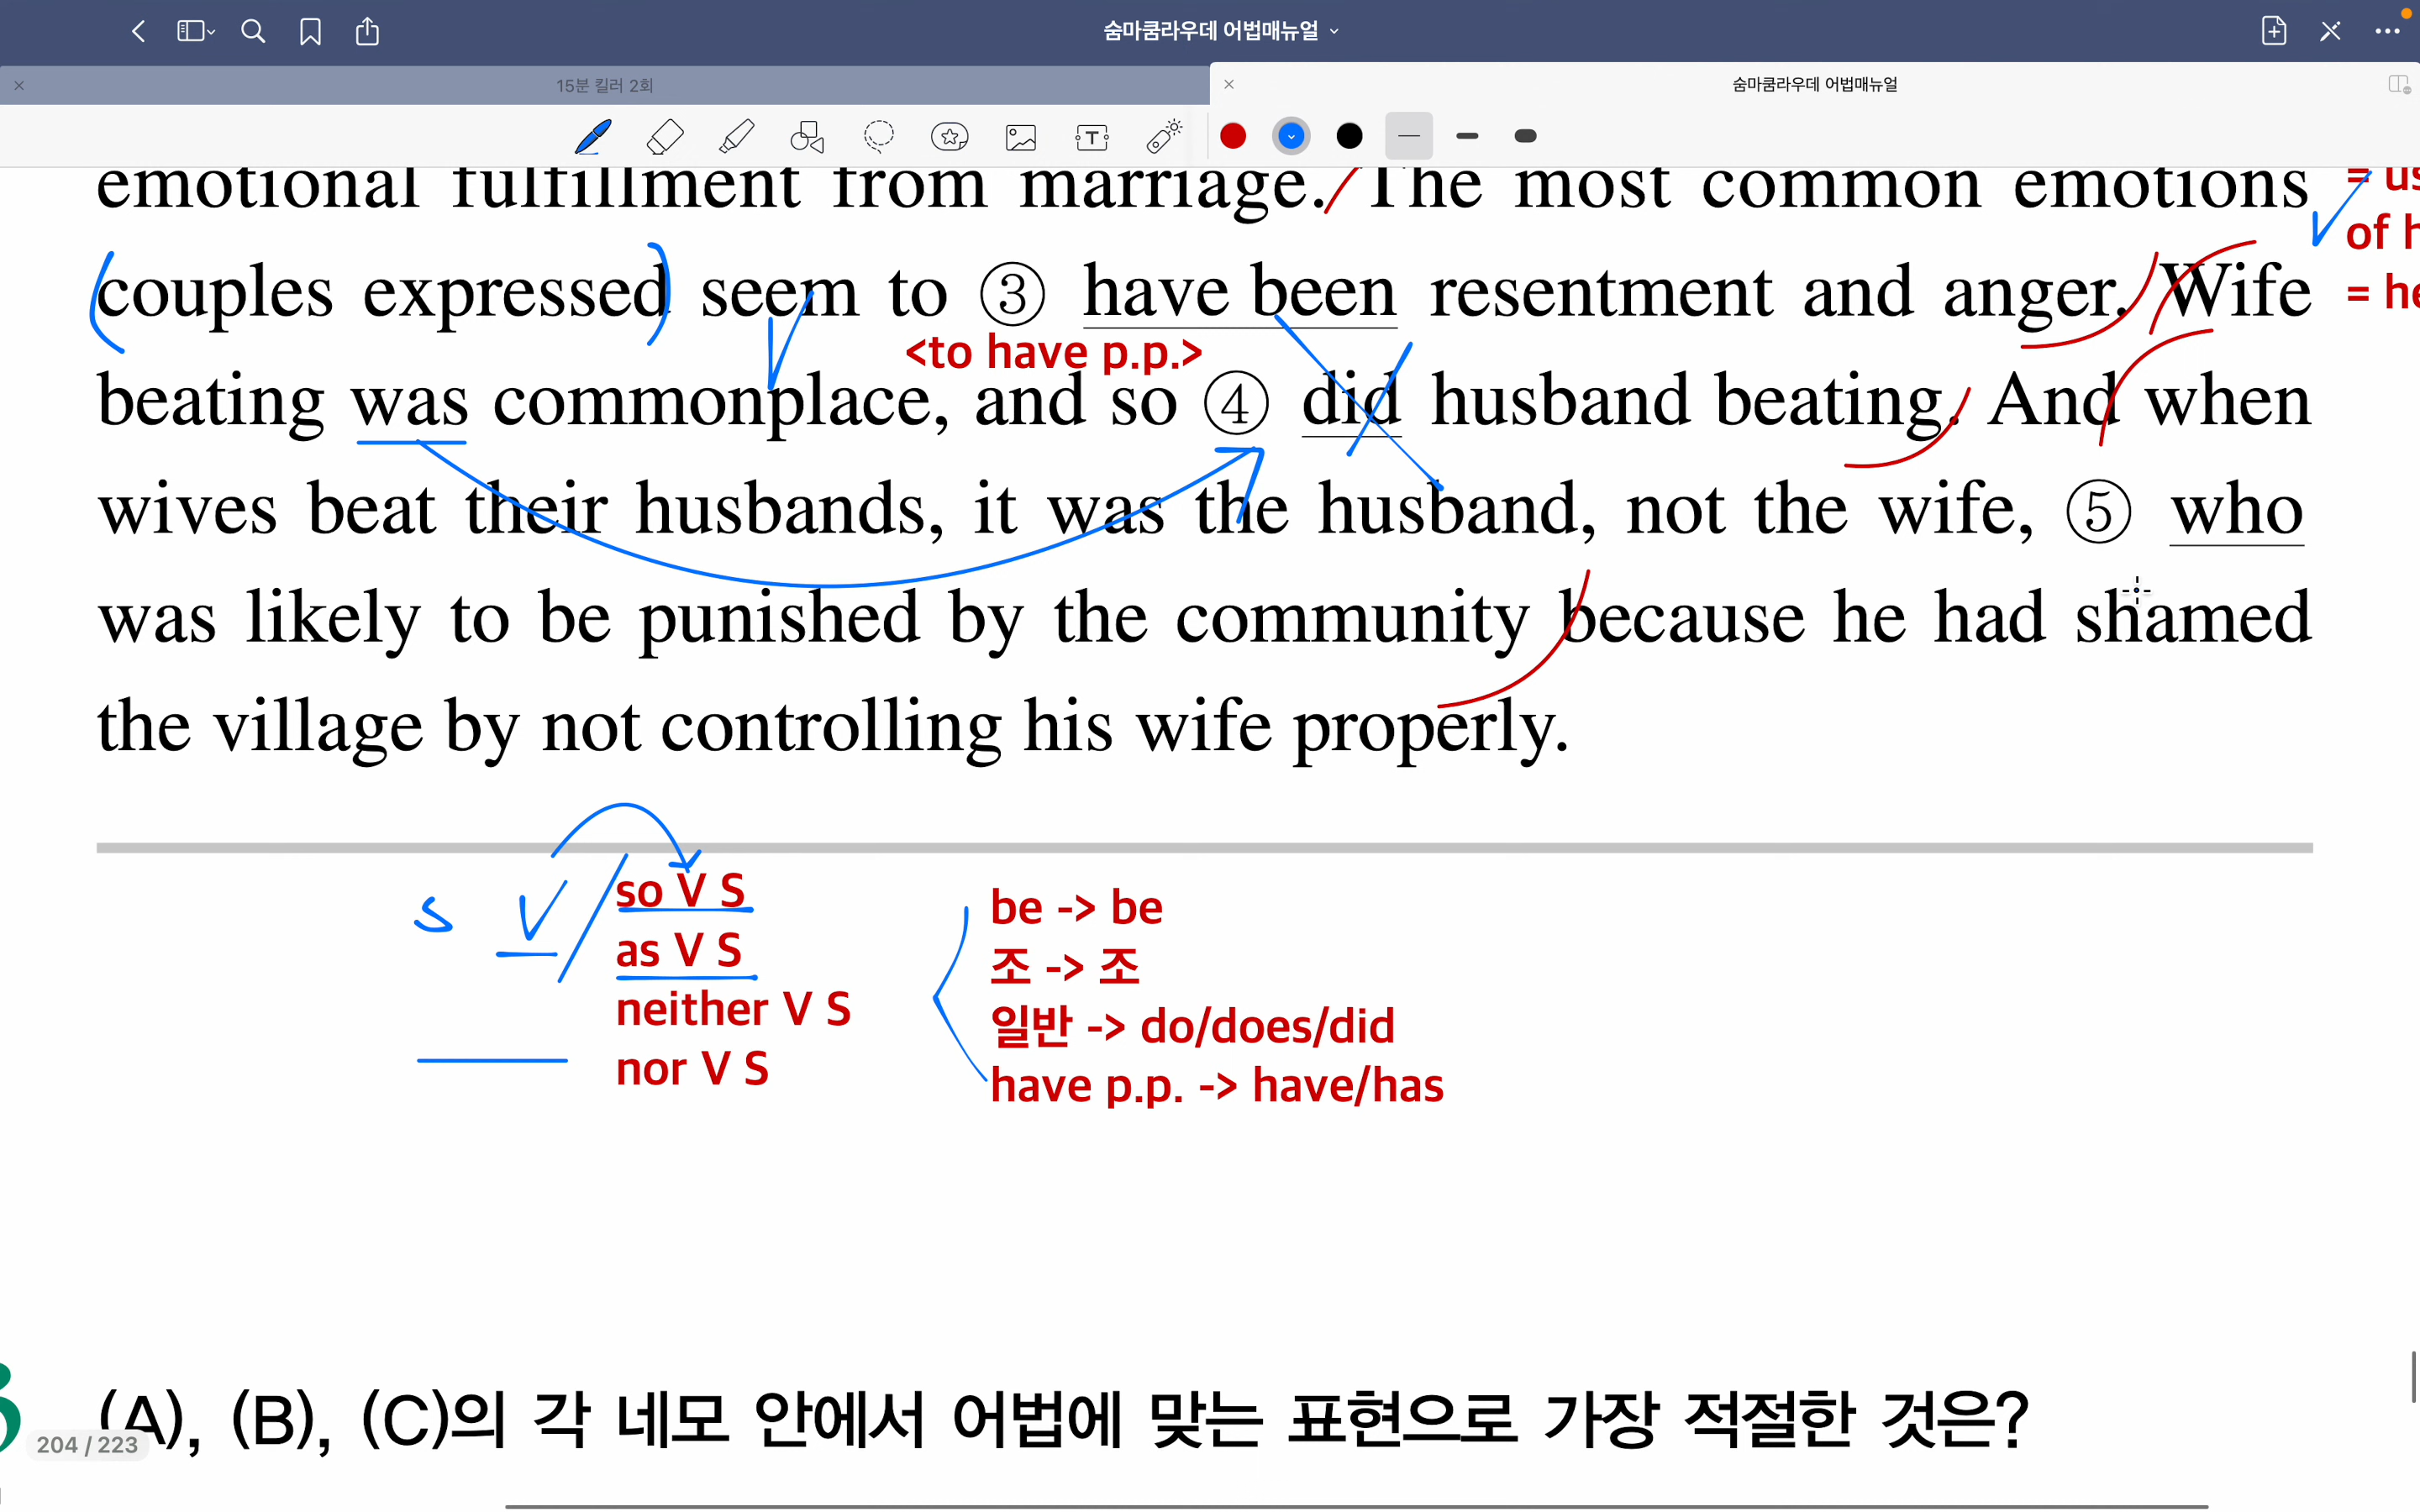 숨마쿰라우데 어법매뉴얼
15분 킬러 2회
숨마쿰라우데 어법매뉴얼
emotional fulfillment from marriage. The most common emotions
couples expressed seem to ③ have been resentment and anger. Wife
<to have p.p.>
beating was commonplace, and so ④ did husband beating. And when
wives beat their husbands, it was the husband, not the wife, ⑤ who
was likely to be punished by the community because he had shamed
the village by not controlling his wife properly.
= us
of h
= he
S V
so V S
as V S
neither V S
nor V S
be -> be
조 -> 조
일반 -> do/does/did
have p.p. -> have/has
(A), (B), (C)의 각 네모 안에서 어법에 맞는 표현으로 가장 적절한 것은?
204 / 223